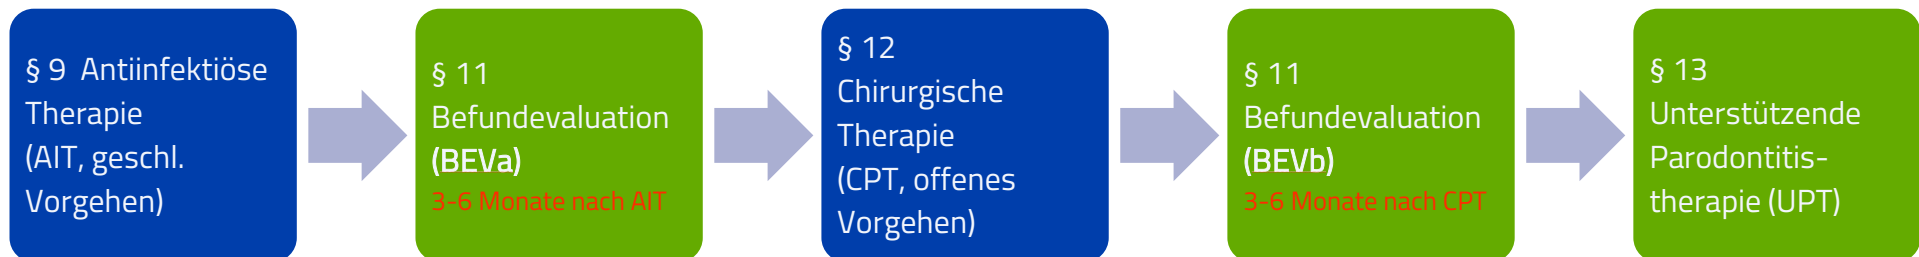 § 9 Antiinfektiöse
Therapie
(AIT, geschl.
Vorgehen)
§ 11
Befundevaluation
(BEVa)
3-6 Monate nach AIT
§ 12
Chirurgische
Therapie
(CPT, offenes
Vorgehen)
§ 11
Befundevaluation
(BEVb)
3-6 Monate nach CPT
§ 13
Unterstützende
Parodontitis-
therapie (UPT)